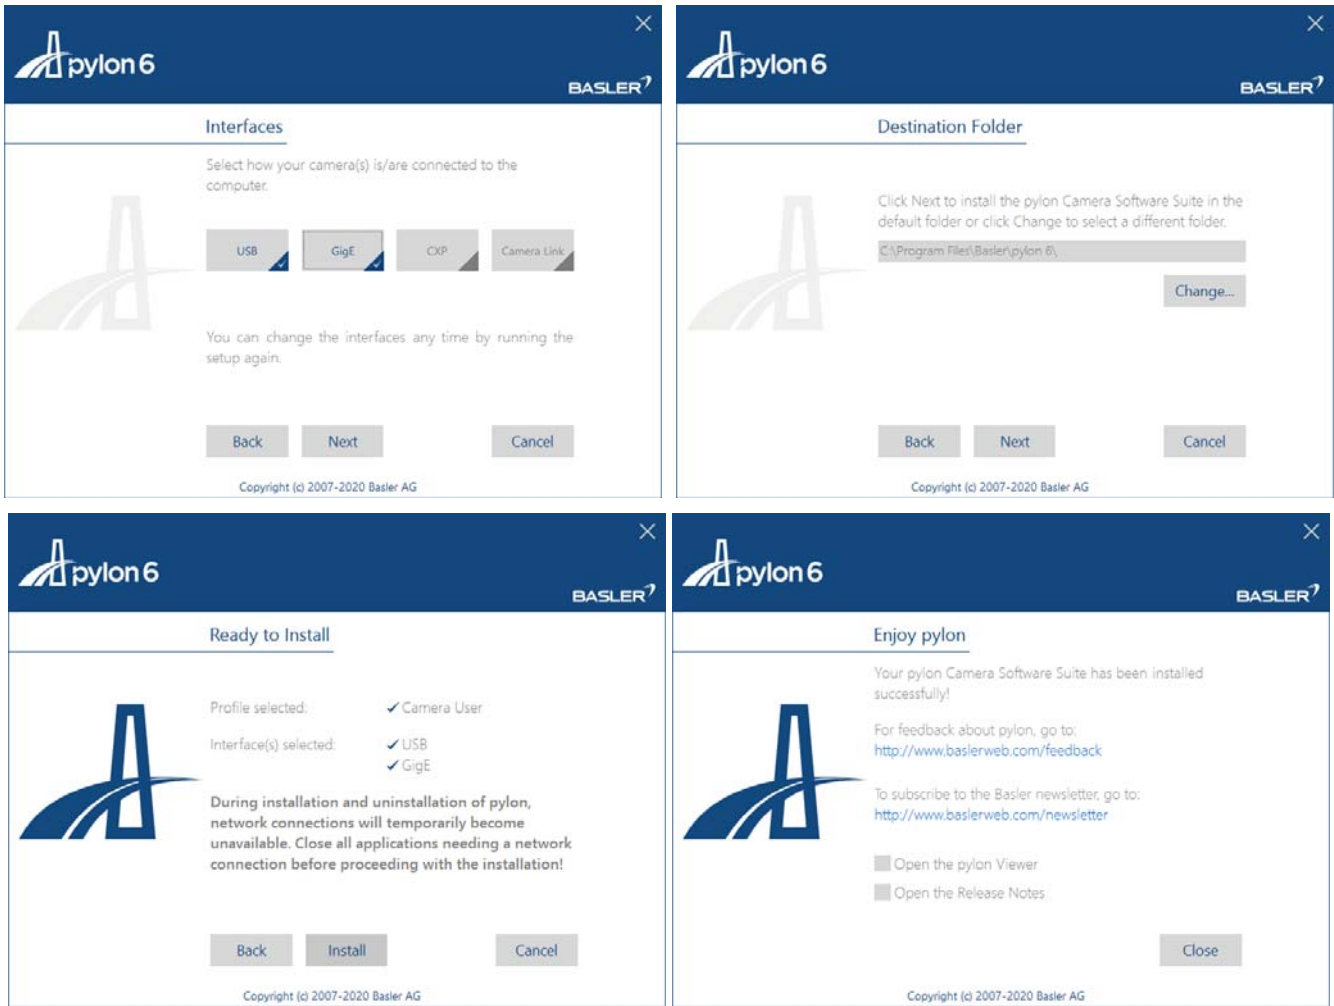 pylon 6
BASLER
Interfaces
Select how your camera(s) is/are connected to the
computer.
USB
GigE
CXP
Camera Link
You can change the interfaces any time by running the
setup again.
Back
Next
Cancel
Copyright (c) 2007-2020 Basler AG
pylon 6
BASLER
Destination Folder
Click Next to install the pylon Camera Software Suite in the
default folder or click Change to select a different folder.
C:\Program Files\Basler\pylon 6\
Change...
Back
Next
Cancel
Copyright (c) 2007-2020 Basler AG
pylon 6
BASLER
Ready to Install
Profile selected: Camera User
Interface(s) selected: USB
GigE
During installation and uninstallation of pylon,
network connections will temporarily become
unavailable. Close all applications needing a network
connection before proceeding with the installation!
Back
Install
Cancel
Copyright (c) 2007-2020 Basler AG
pylon 6
BASLER
Enjoy pylon
Your pylon Camera Software Suite has been installed
successfully!
For feedback about pylon, go to:
http://www.baslerweb.com/feedback
To subscribe to the Basler newsletter, go to:
http://www.baslerweb.com/newsletter
Open the pylon Viewer
Open the Release Notes
Close
Copyright (c) 2007-2020 Basler AG